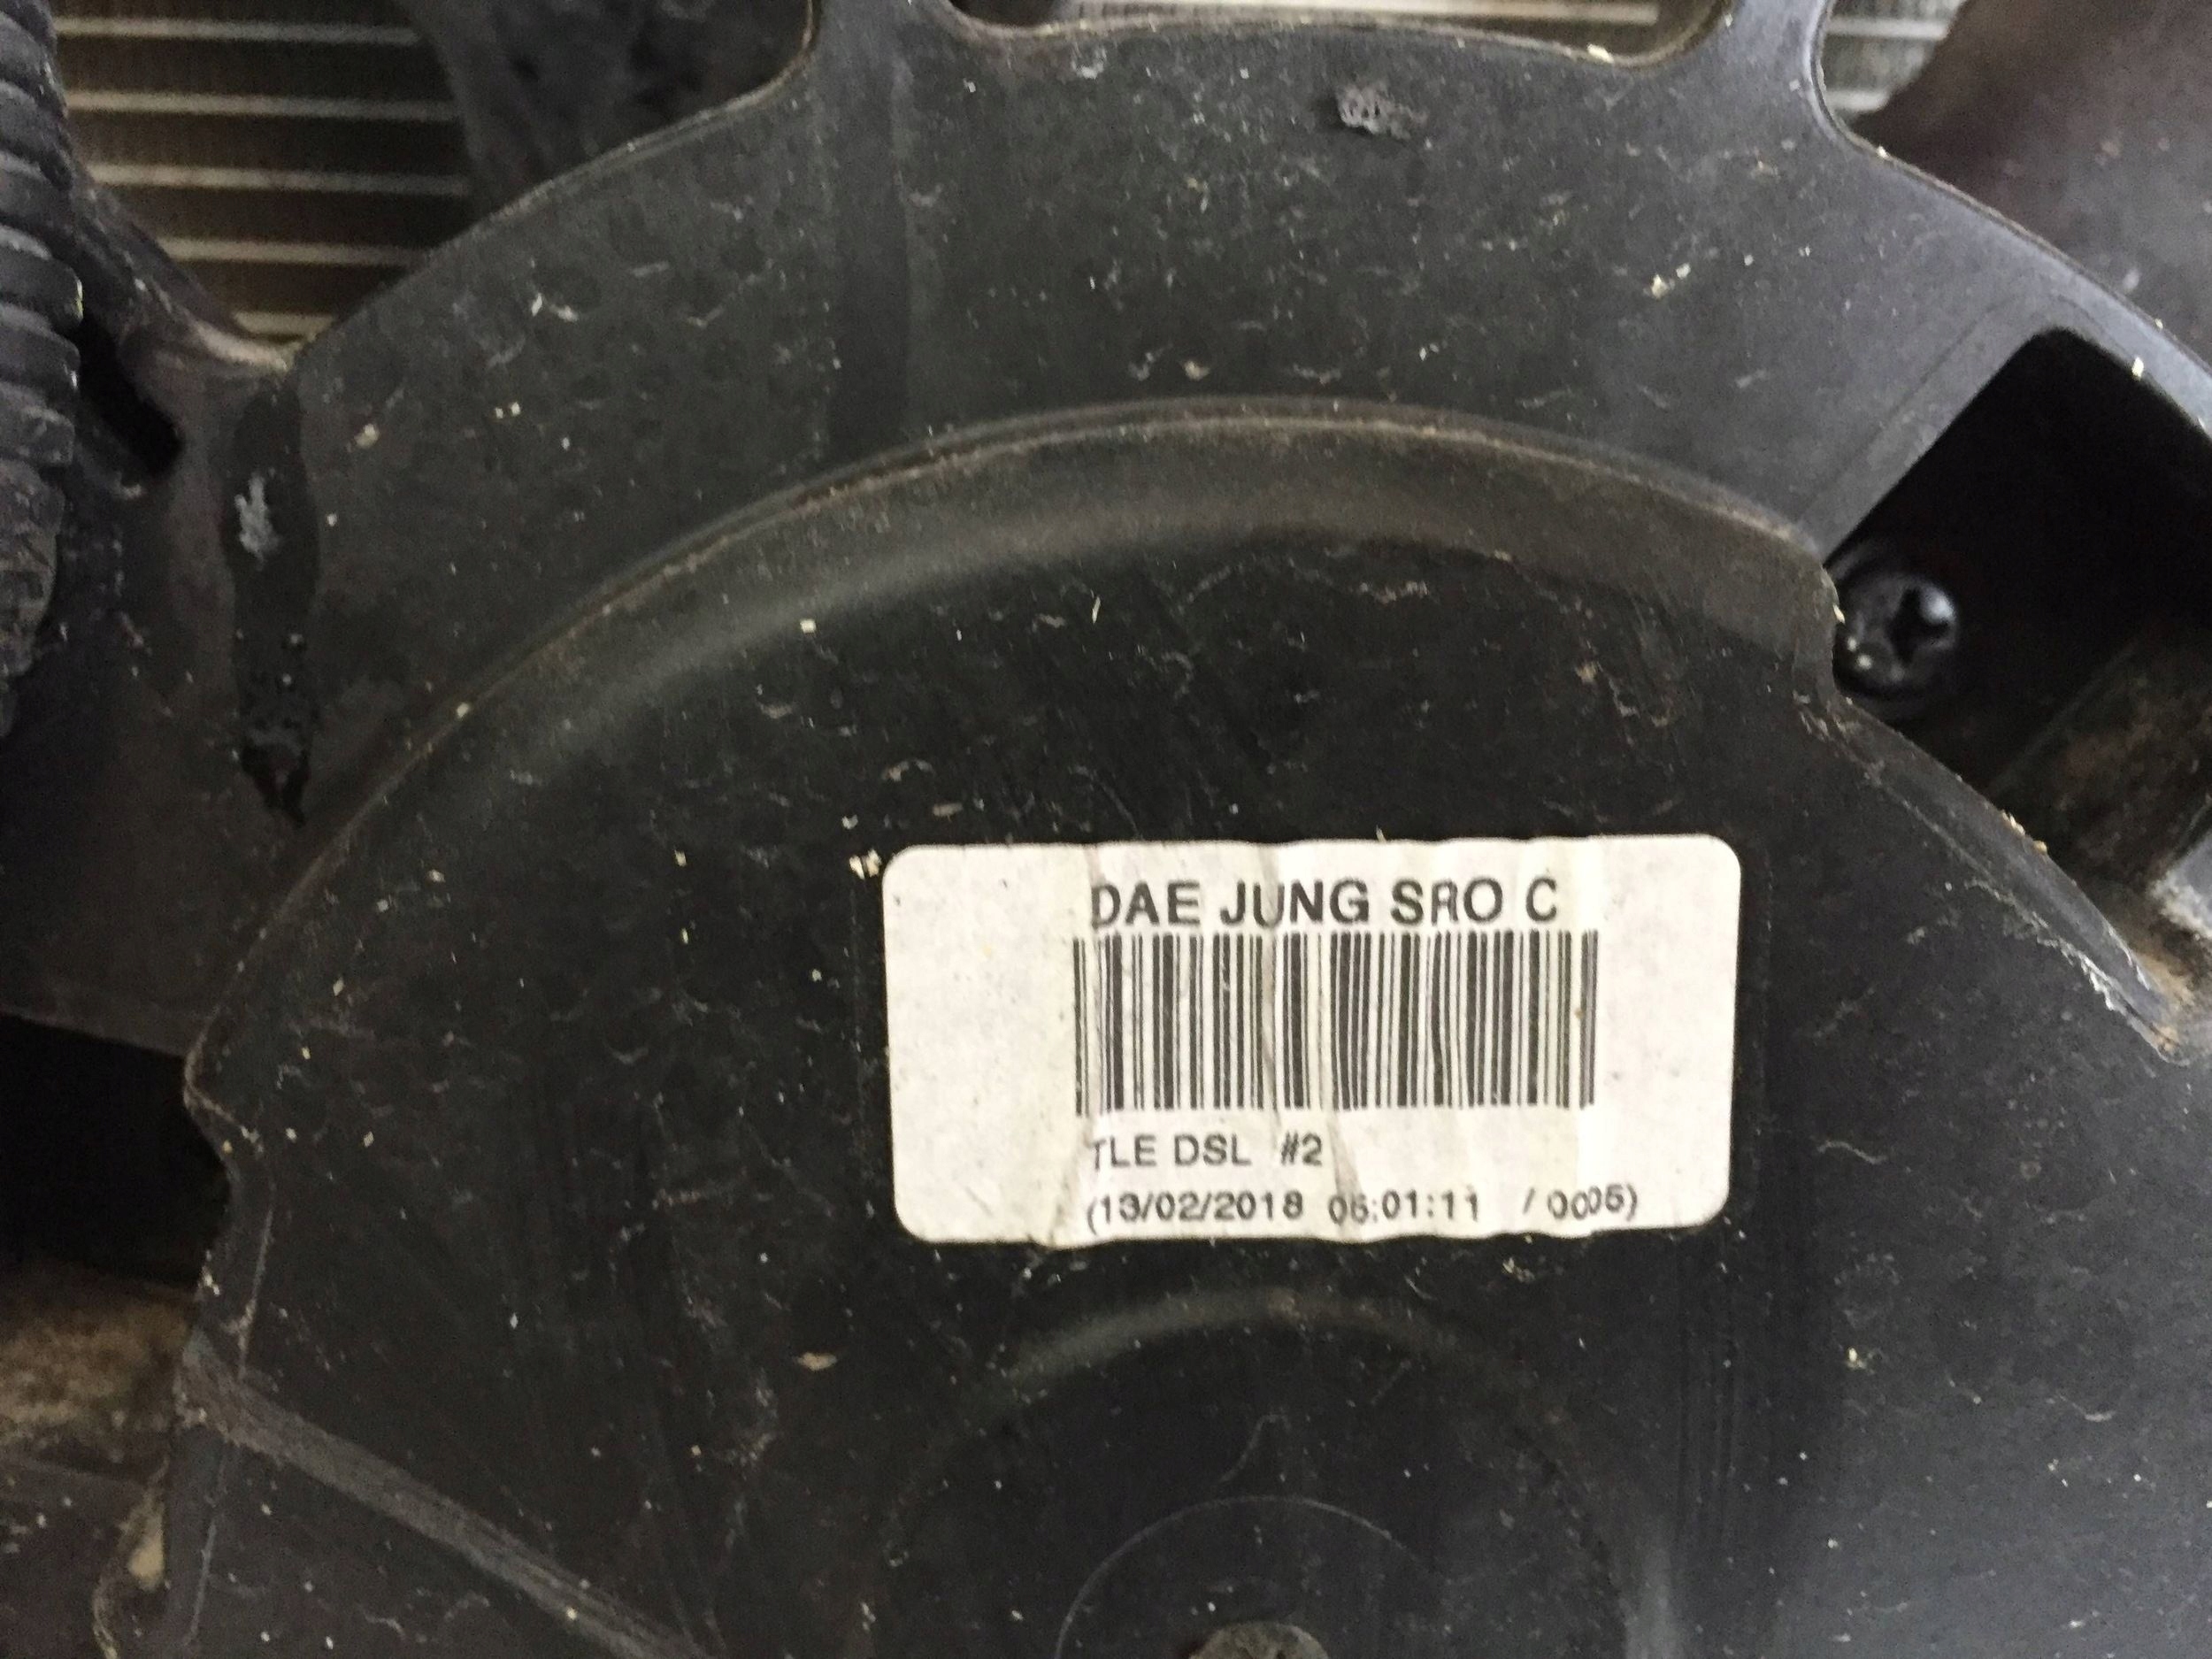 DAE JUNG SRO C
TLE DSL #2
(13/02/2018 06:01:11 / 0005)